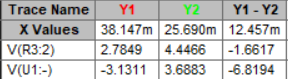 Trace Name Y1 Y2 Y1 - Y2
X Values 38.147m 25.690m 12.457m
V(R3:2) 2.7849 4.4466 -1.6617
V(U1:-) -3.1311 3.6883 -6.8194